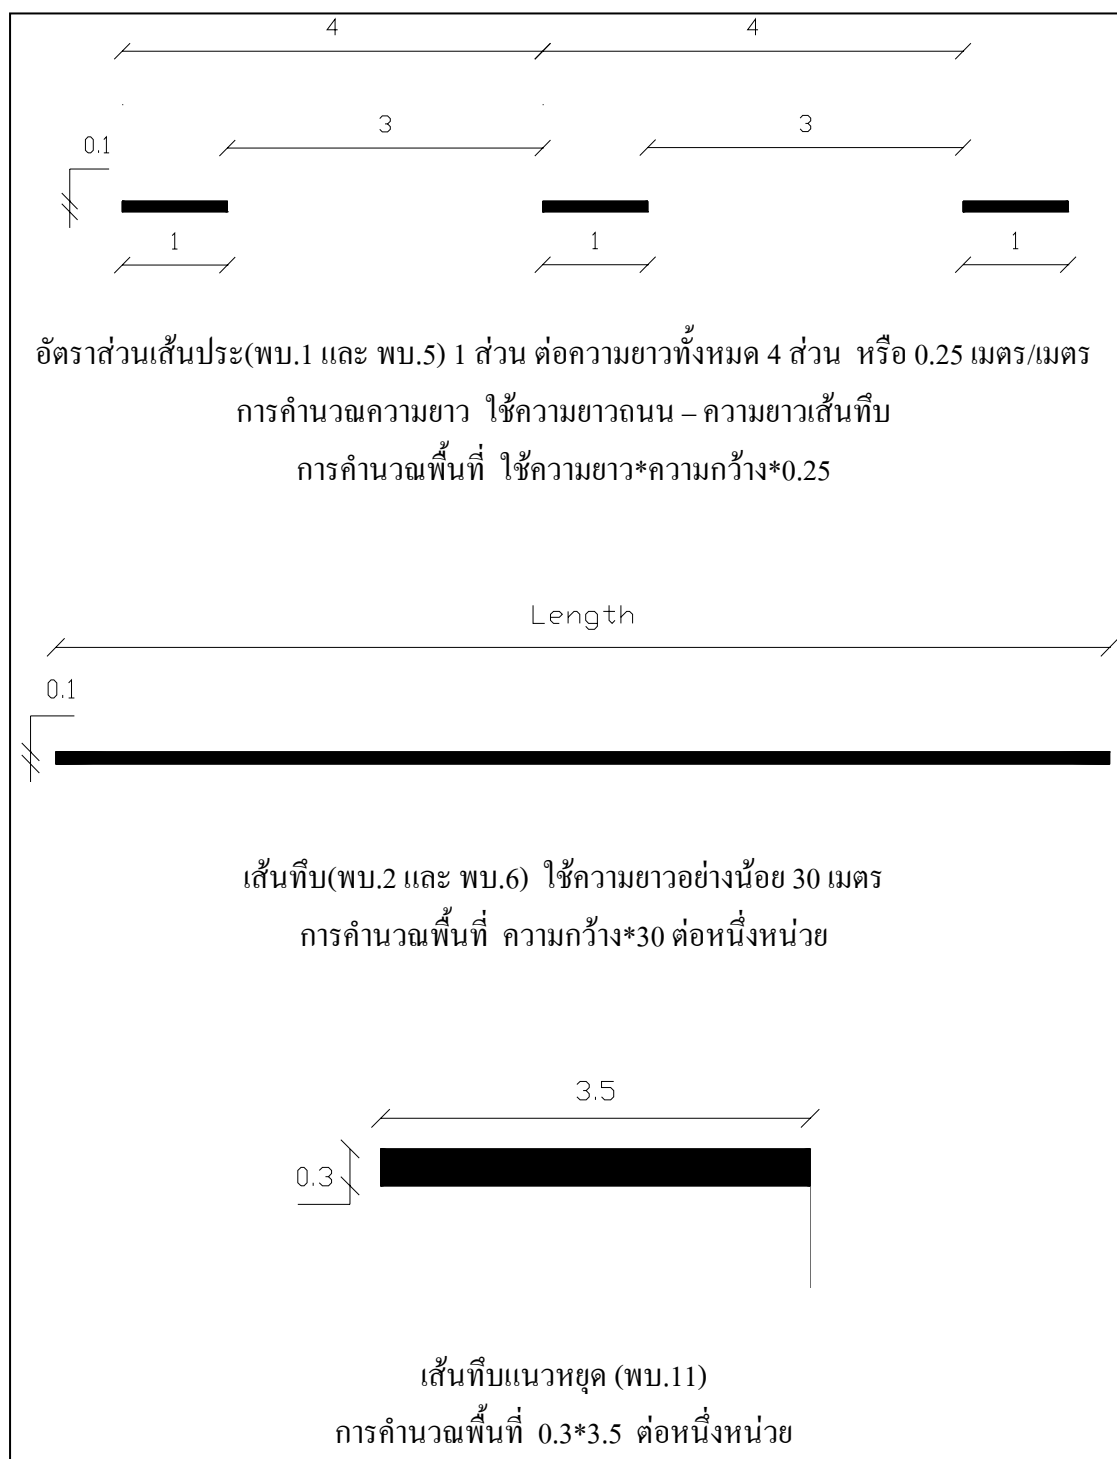 4 4
3 3
0.1
1 1 1
อัตราส่วนเส้นประ(พบ.1 และ พบ.5) 1 ส่วน ต่อความยาวทั้งหมด 4 ส่วน หรือ 0.25 เมตร/เมตร
การคำนวณความยาว ใช้ความยาวถนน – ความยาวเส้นทึบ
การคำนวณพื้นที่ ใช้ความยาว*ความกว้าง*0.25
Length
0.1
เส้นทึบ(พบ.2 และ พบ.6) ใช้ความยาวอย่างน้อย 30 เมตร
การคำนวณพื้นที่ ความกว้าง*30 ต่อหนึ่งหน่วย
3.5
0.3
เส้นทึบแนวหยุด (พบ.11)
การคำนวณพื้นที่ 0.3*3.5 ต่อหนึ่งหน่วย